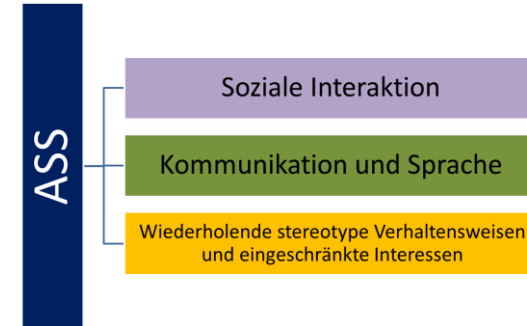 ASS
Soziale Interaktion
Kommunikation und Sprache
Wiederholende stereotype Verhaltensweisen
und eingeschränkte Interessen